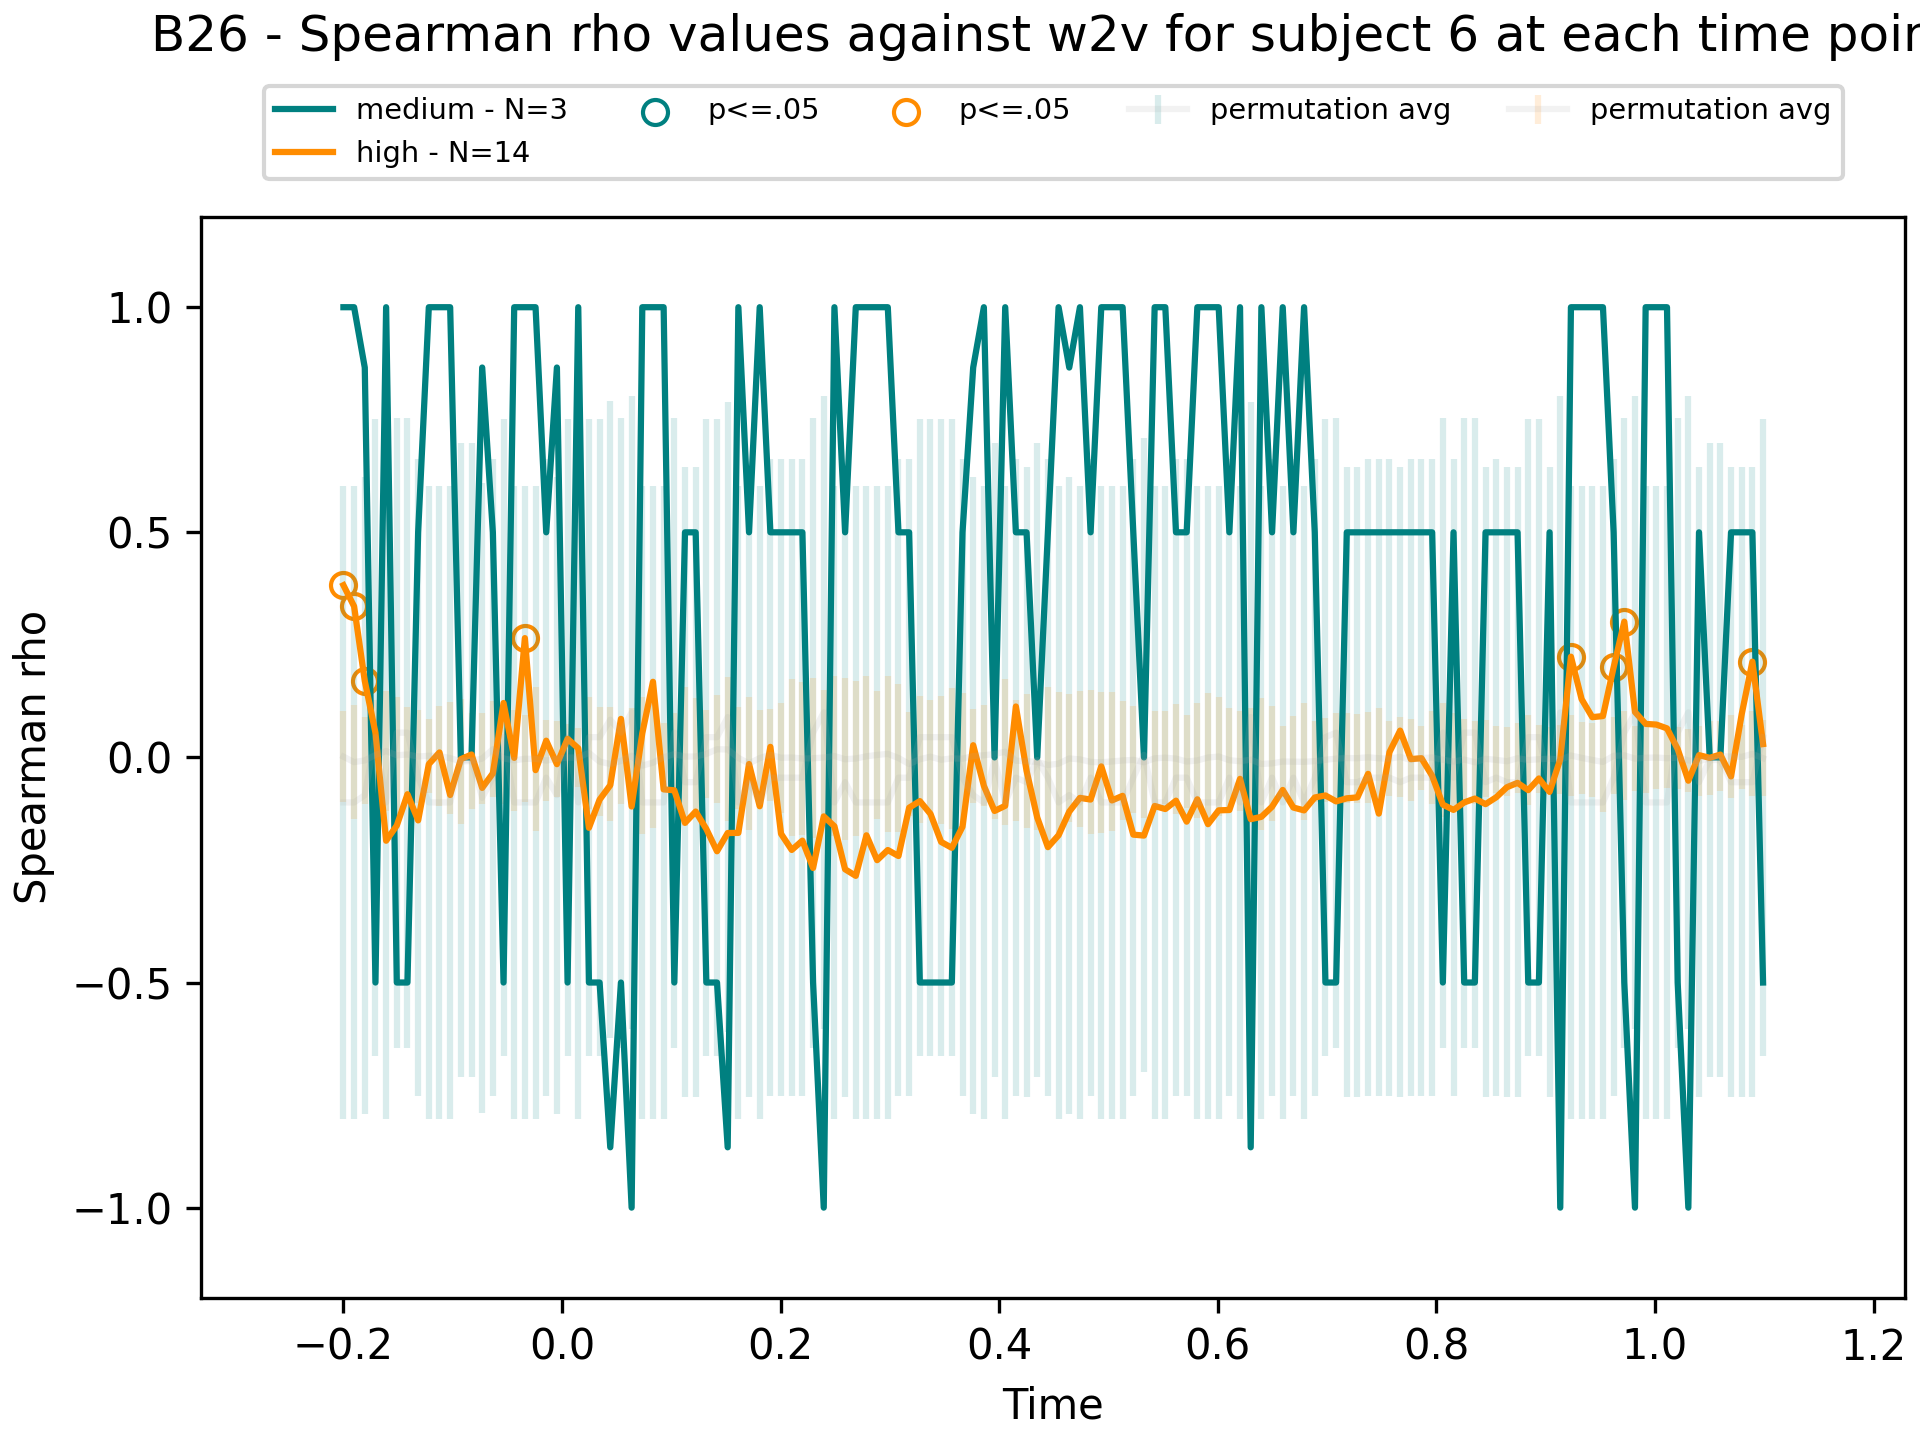 B26 - Spearman rho values against w2v for subject 6 at each time poin
medium - N=3
high - N=14
p<=.05
p<=.05
permutation avg
permutation avg
1.0
0.5
0.0
−0.5
−1.0
Spearman rho
−0.2 0.0 0.2 0.4 0.6 0.8 1.0 1.2
Time